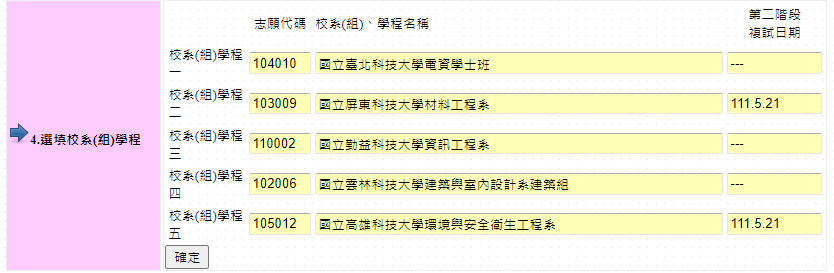 志願代碼 校系(組)、學程名稱 第二階段
複試日期
4.選填校系(組)學程
校系(組)學程
一 104010 國立臺北科技大學電資學士班 ---
校系(組)學程
二 103009 國立屏東科技大學材料工程系 111.5.21
校系(組)學程
三 110002 國立勤益科技大學資訊工程系 ---
校系(組)學程
四 102006 國立雲林科技大學建築與室內設計系建築組 ---
校系(組)學程
五 105012 國立高雄科技大學環境與安全衛生工程系 111.5.21
確定